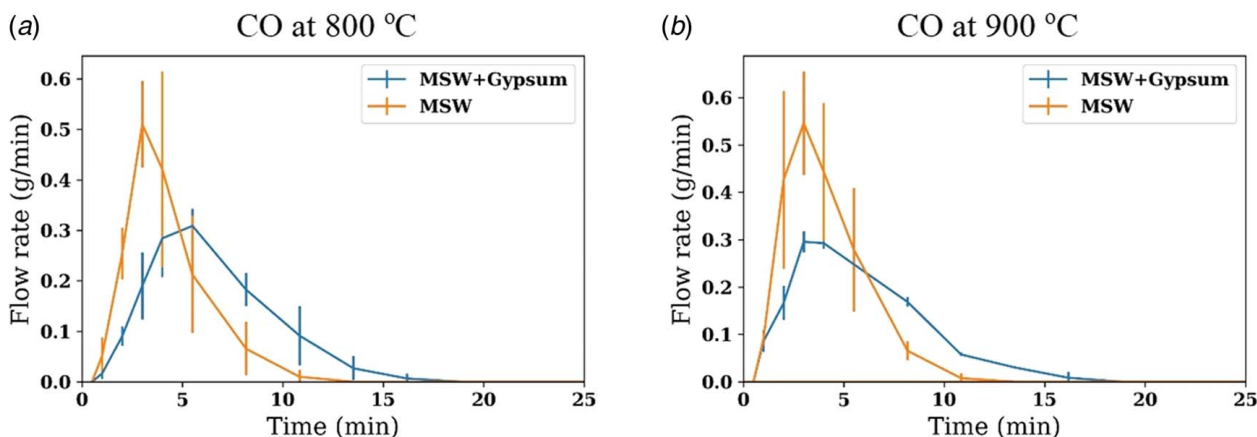 (a) CO at 800 °C
Flow rate (g/min)
0.6
0.5
0.4
0.3
0.2
0.1
0.0
MSW+Gypsum
MSW
0 5 10 15 20 25
Time (min)
(b) CO at 900 °C
Flow rate (g/min)
0.6
0.5
0.4
0.3
0.2
0.1
0.0
MSW+Gypsum
MSW
0 5 10 15 20 25
Time (min)